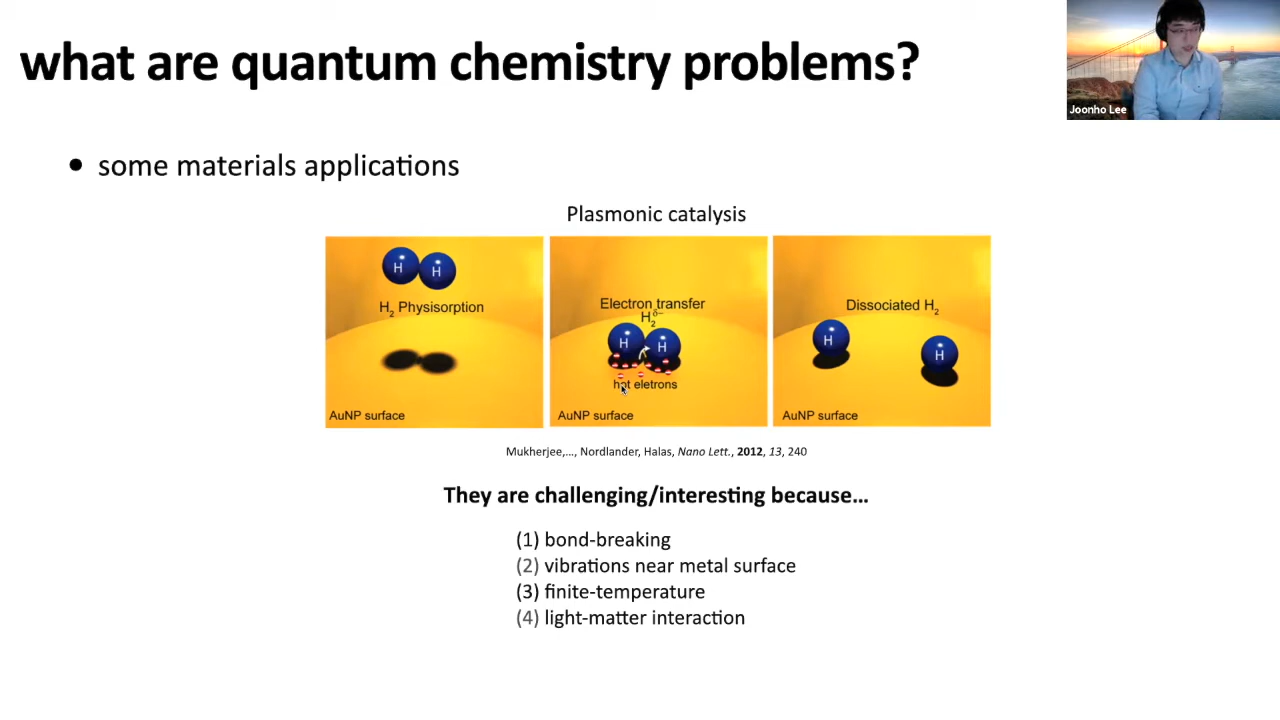 what are quantum chemistry problems?
Joonho Lee
• some materials applications
Plasmonic catalysis
H H
H₂ Physisorption
AuNP surface
Electron transfer
H₂δ−
H H
hot eletrons
AuNP surface
Dissociated H₂
H
H
AuNP surface
Mukherjee,..., Nordlander, Halas, Nano Lett., 2012, 13, 240
They are challenging/interesting because...
(1) bond-breaking
(2) vibrations near metal surface
(3) finite-temperature
(4) light-matter interaction